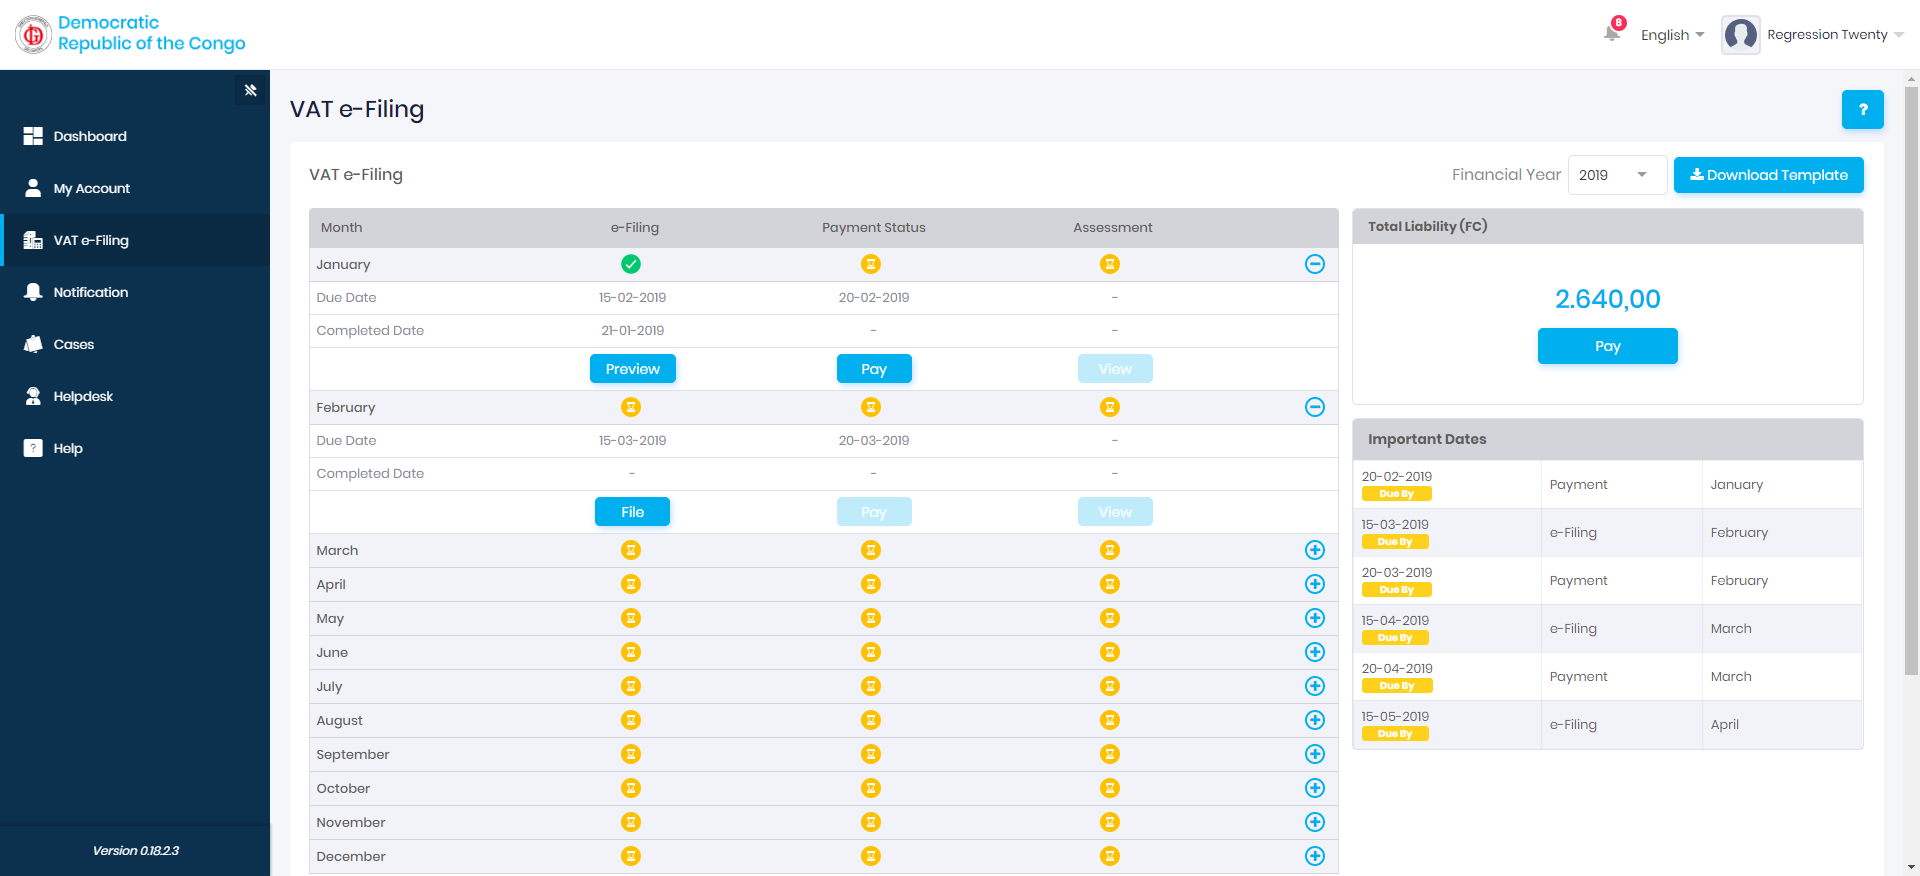 Democratic
Republic of the Congo
8
English
Regression Twenty
Dashboard
My Account
VAT e-Filing
Notification
Cases
Helpdesk
? Help
Version 0.18.2.3
VAT e-Filing
?
VAT e-Filing
Financial Year 2019 Download Template
Month e-Filing Payment Status Assessment
January
Due Date 15-02-2019 20-02-2019 -
Completed Date 21-01-2019 - -
Preview Pay View
February
Due Date 15-03-2019 20-03-2019 -
Completed Date - - -
File Pay View
March
April
May
June
July
August
September
October
November
December
Total Liability (FC)
2.640,00
Pay
Important Dates
20-02-2019
Due By
Payment January
15-03-2019
Due By
e-Filing February
20-03-2019
Due By
Payment February
15-04-2019
Due By
e-Filing March
20-04-2019
Due By
Payment March
15-05-2019
Due By
e-Filing April